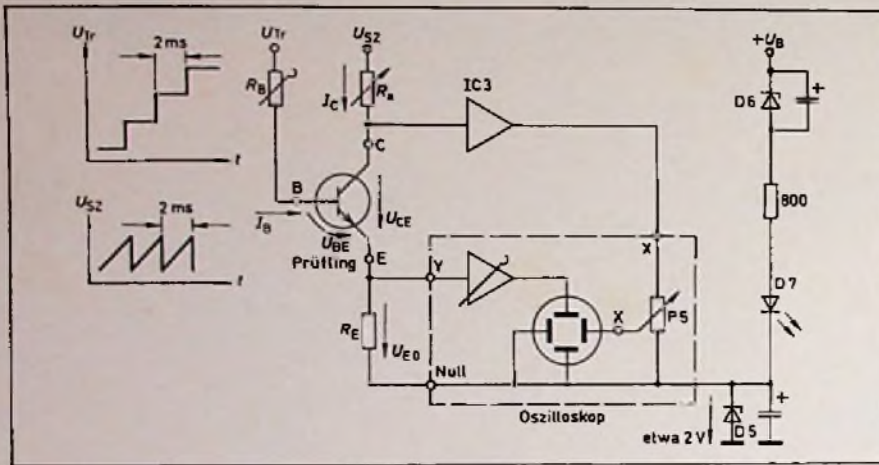 U_Tr
2 ms
t
U_SZ
2 ms
t
U_Tr
R_B
U_SZ
R_a
I_C
C
IC3
B
I_B
U_BE
U_CE
E
Prüfling
Y
X
X
P5
R_E
U_E0
Null
Oszilloskop
+U_B
D6
+
800
D7
etwa 2 V
D5
+